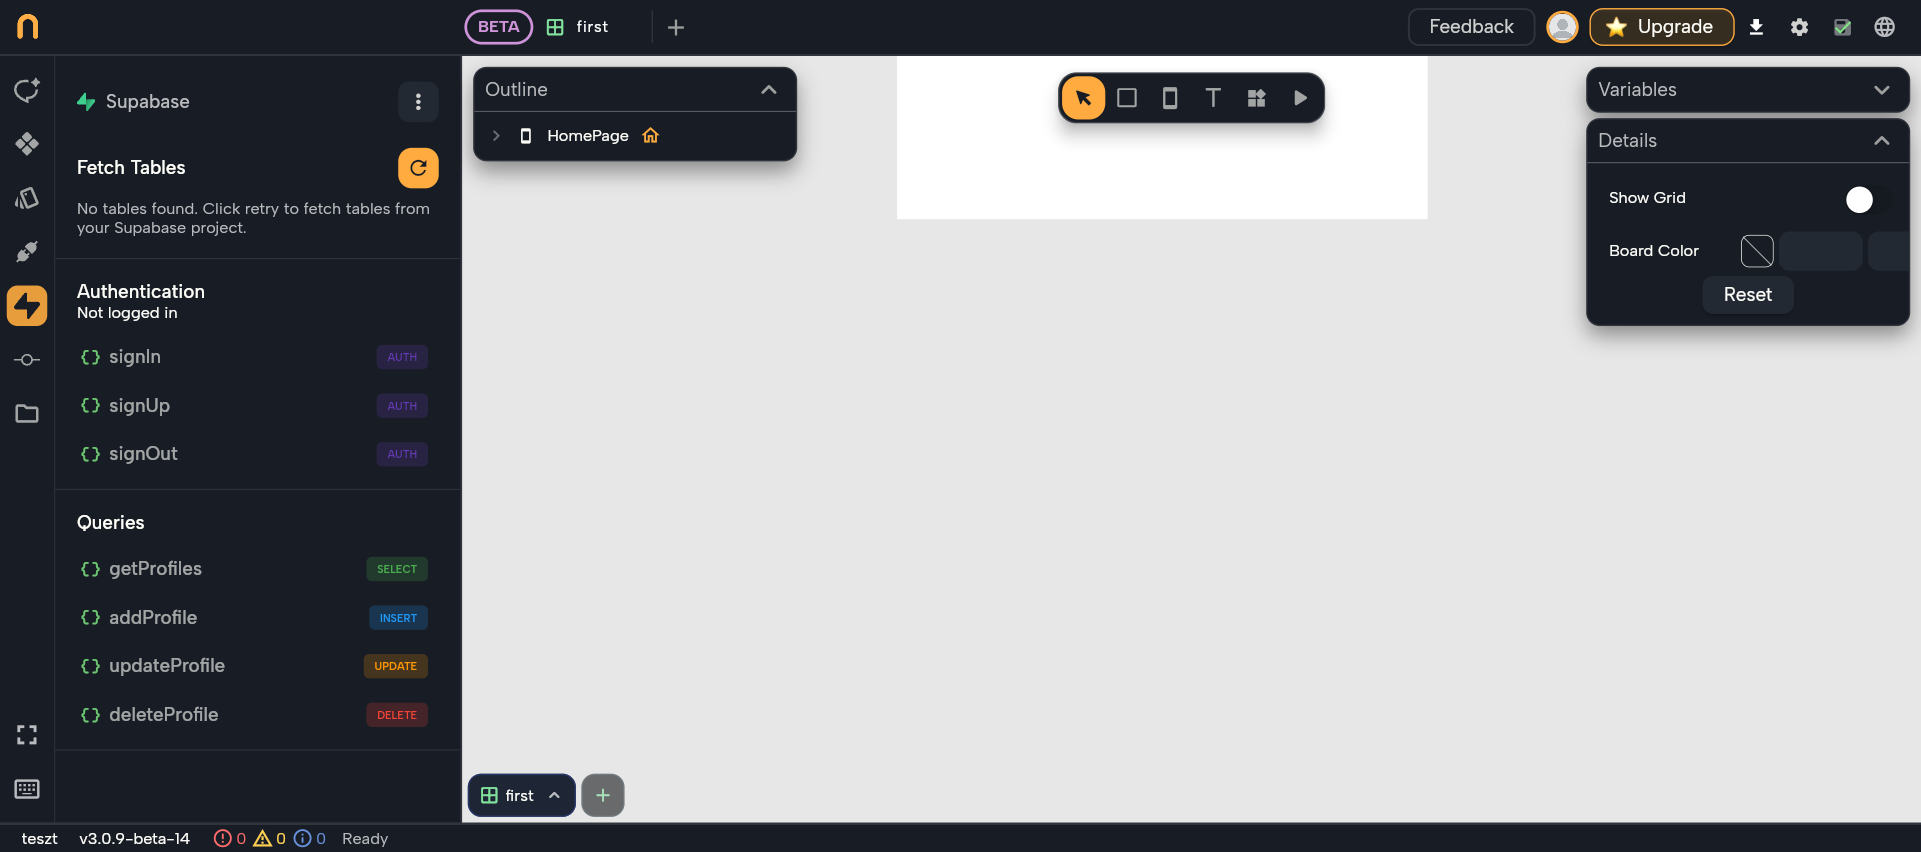 BETA
first
Feedback
Upgrade
Supabase
Fetch Tables
No tables found. Click retry to fetch tables from
your Supabase project.
Authentication
Not logged in
signIn AUTH
signUp AUTH
signOut AUTH
Queries
getProfiles SELECT
addProfile INSERT
updateProfile UPDATE
deleteProfile DELETE
Outline
HomePage
T
Variables
Details
Show Grid
Board Color
Reset
first
teszt v3.0.9-beta-14 0 0 0 Ready